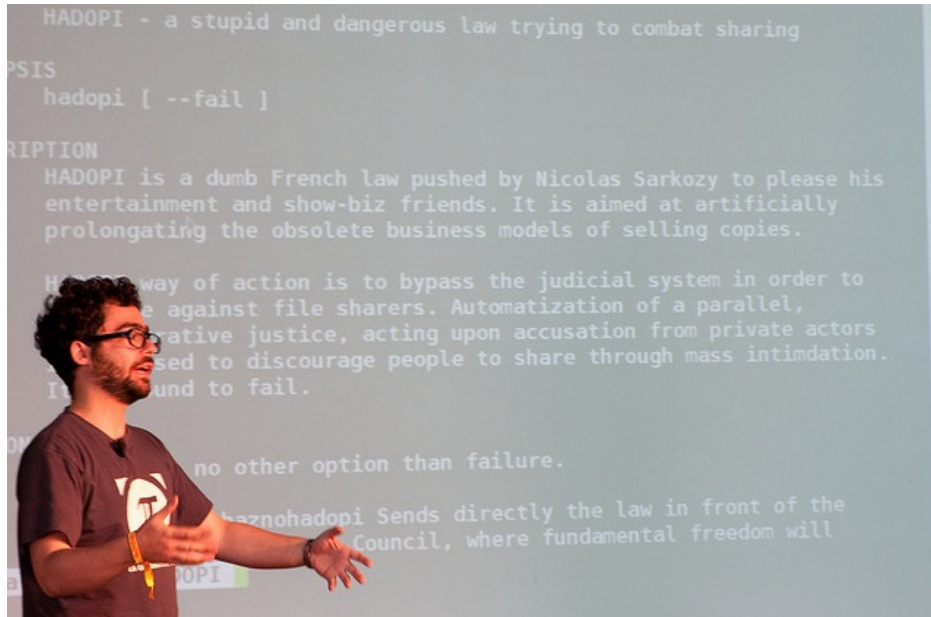 HADOPI - a stupid and dangerous law trying to combat sharing
PSIS
hadopi [ --fail ]
RIPTION
HADOPI is a dumb French law pushed by Nicolas Sarkozy to please his
entertainment and show-biz friends. It is aimed at artificially
prolongating the obsolete business models of selling copies.
way of action is to bypass the judicial system in order to
against file sharers. Automatization of a parallel,
rative justice, acting upon accusation from private actors
sed to discourage people to share through mass intimdation.
It und to fail.
ON
no other option than failure.
haznohadopi Sends directly the law in front of the
Council, where fundamental freedom will
DOPI